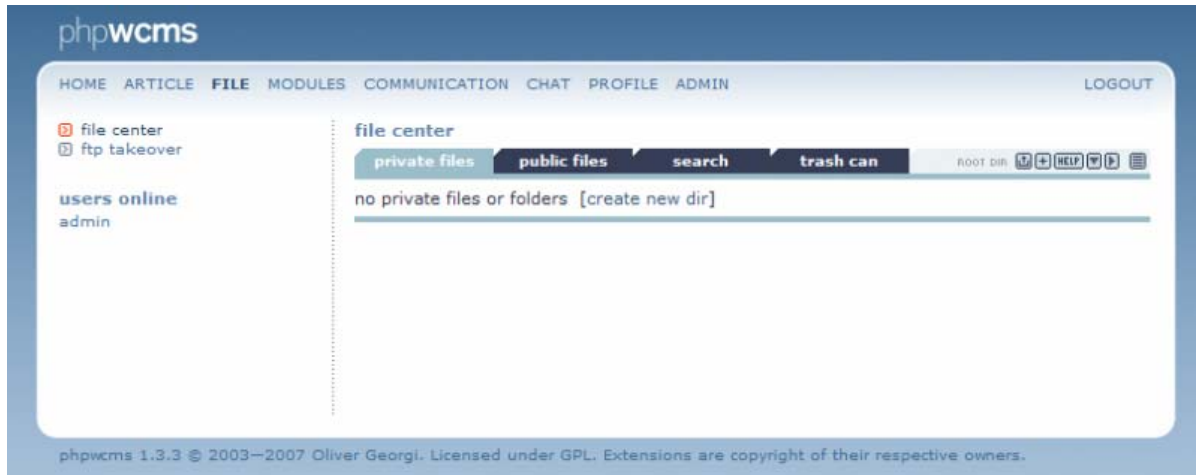 phpwcms
HOME ARTICLE FILE MODULES COMMUNICATION CHAT PROFILE ADMIN LOGOUT
file center
ftp takeover
users online
admin
file center
private files public files search trash can ROOT DIR HELP
no private files or folders [create new dir]
phpwcms 1.3.3 © 2003—2007 Oliver Georgi. Licensed under GPL. Extensions are copyright of their respective owners.